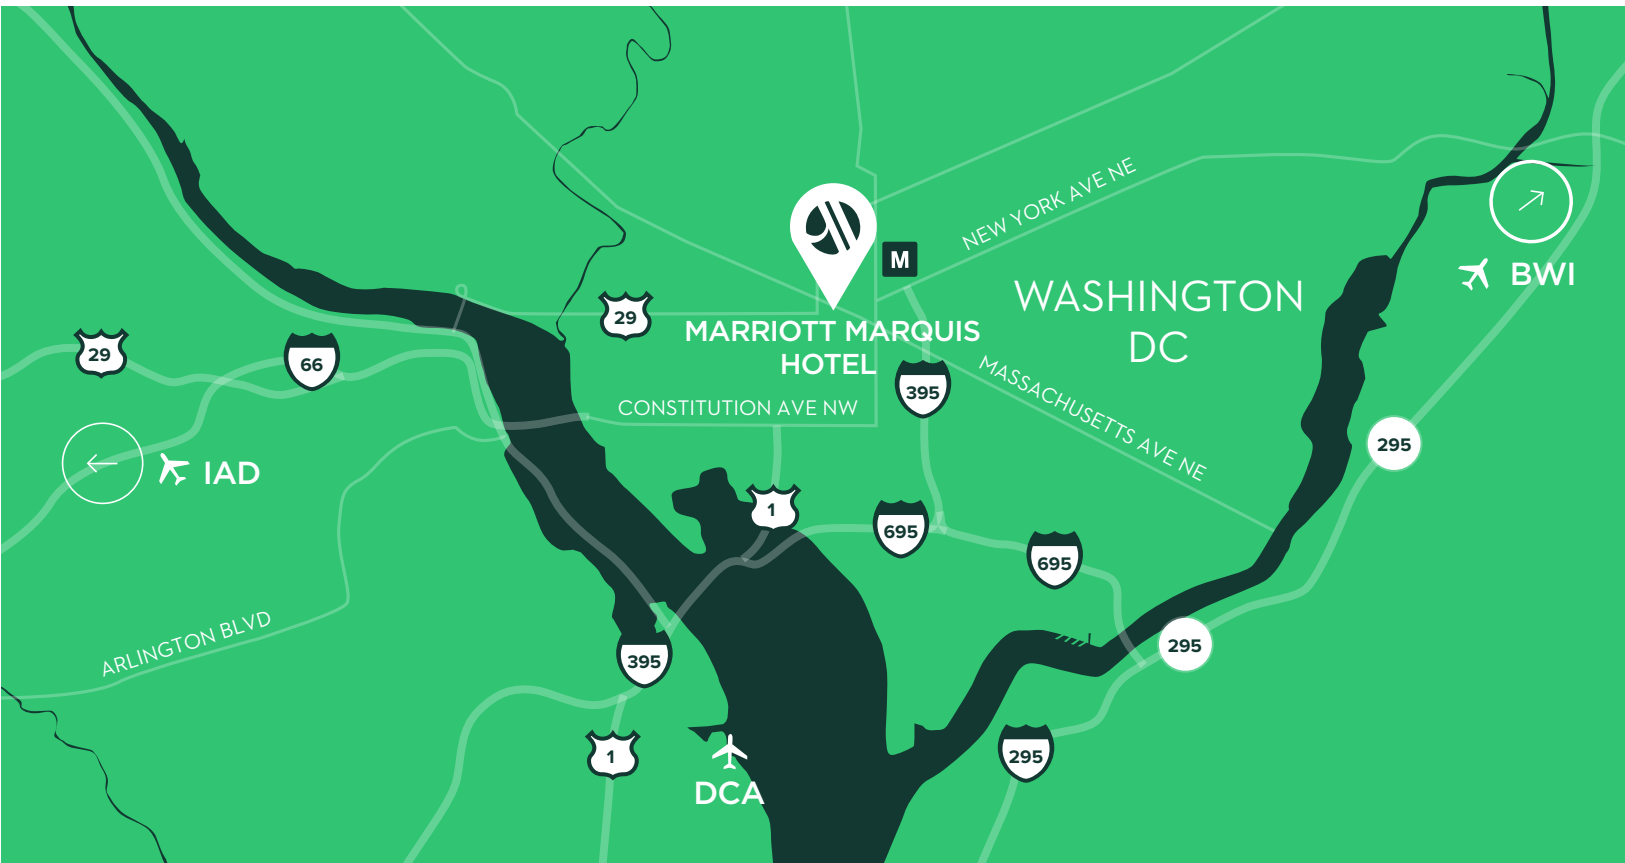 NEW YORK AVE NE
M
BWI
WASHINGTON
DC
29
MARRIOTT MARQUIS
HOTEL
29
66
395
MASSACHUSETTS AVE NE
CONSTITUTION AVE NW
295
IAD
1
695
695
ARLINGTON BLVD
395
295
1
295
DCA